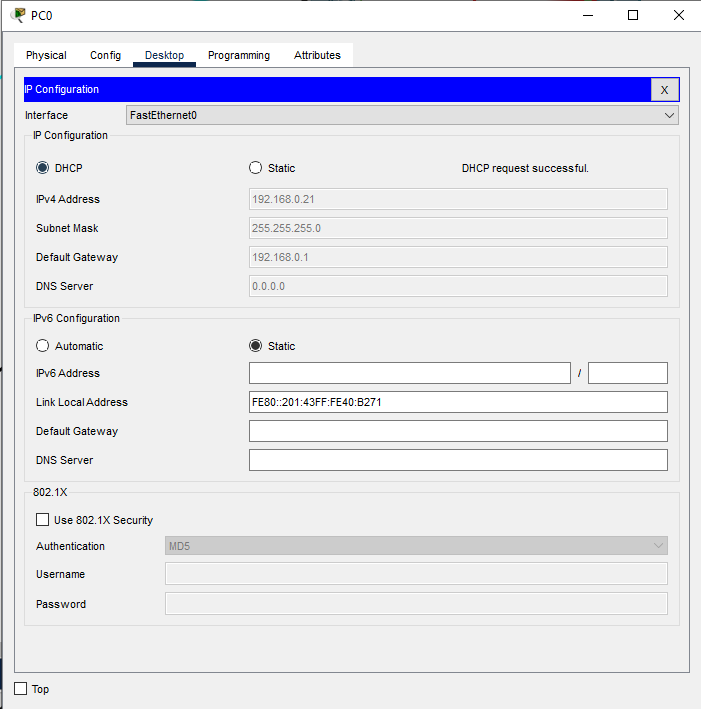 PC0
Physical Config Desktop Programming Attributes
IP Configuration X
Interface FastEthernet0
IP Configuration
DHCP Static DHCP request successful.
IPv4 Address 192.168.0.21
Subnet Mask 255.255.255.0
Default Gateway 192.168.0.1
DNS Server 0.0.0.0
IPv6 Configuration
Automatic Static
IPv6 Address /
Link Local Address FE80::201:43FF:FE40:B271
Default Gateway
DNS Server
802.1X
Use 802.1X Security
Authentication MD5
Username
Password
Top